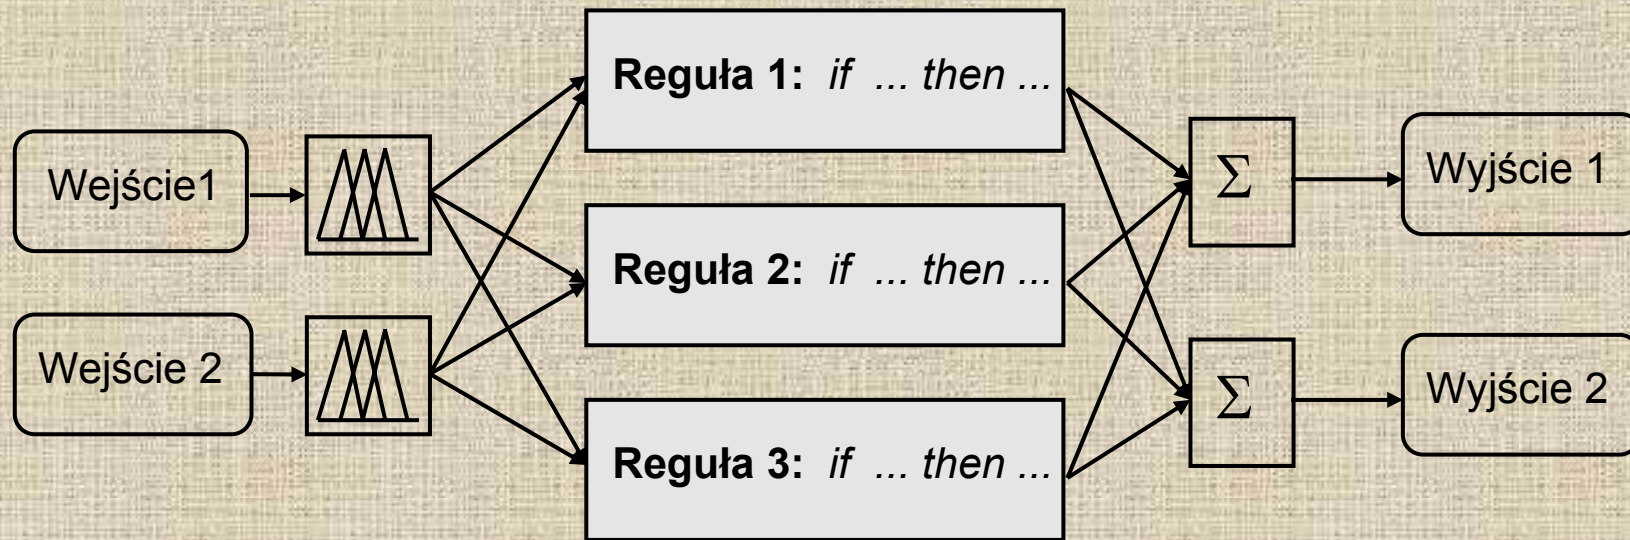 Reguła 1: if ... then ...
Wejście1
Σ
Wyjście 1
Reguła 2: if ... then ...
Wejście 2
Σ
Wyjście 2
Reguła 3: if ... then ...